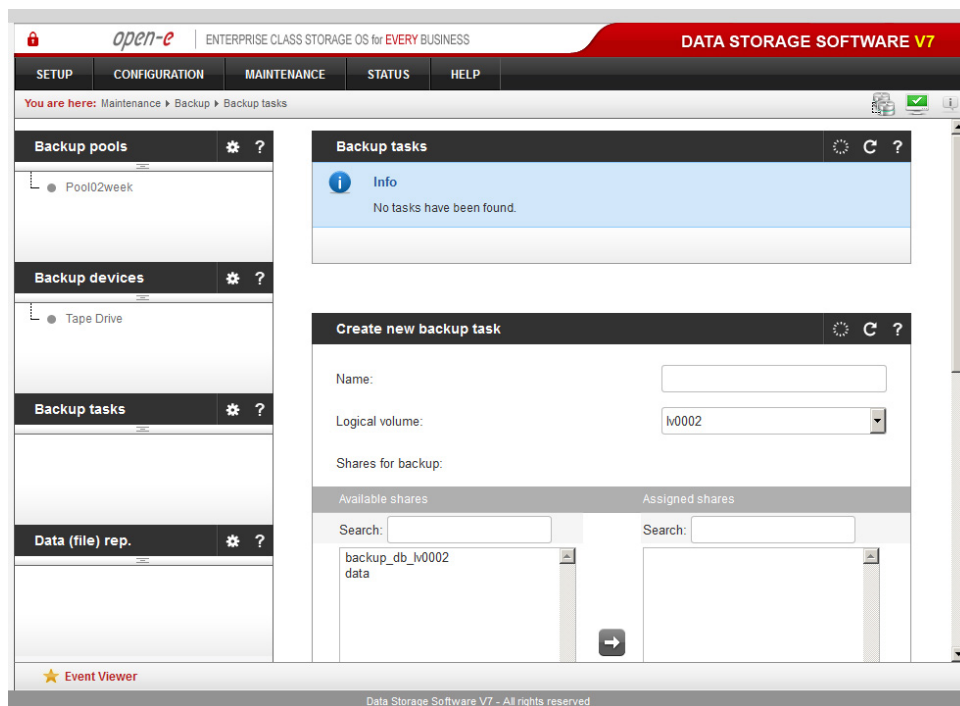 open-e ENTERPRISE CLASS STORAGE OS for EVERY BUSINESS
DATA STORAGE SOFTWARE V7
SETUP CONFIGURATION MAINTENANCE STATUS HELP
You are here: Maintenance Backup Backup tasks
Backup pools ?
Pool02week
Backup devices ?
Tape Drive
Backup tasks ?
Data (file) rep. ?
Backup tasks ?
Info
No tasks have been found.
Create new backup task ?
Name:
Logical volume: lv0002
Shares for backup:
Available shares Assigned shares
Search: Search:
backup_db_lv0002
data
Event Viewer
Data Storage Software V7 - All rights reserved